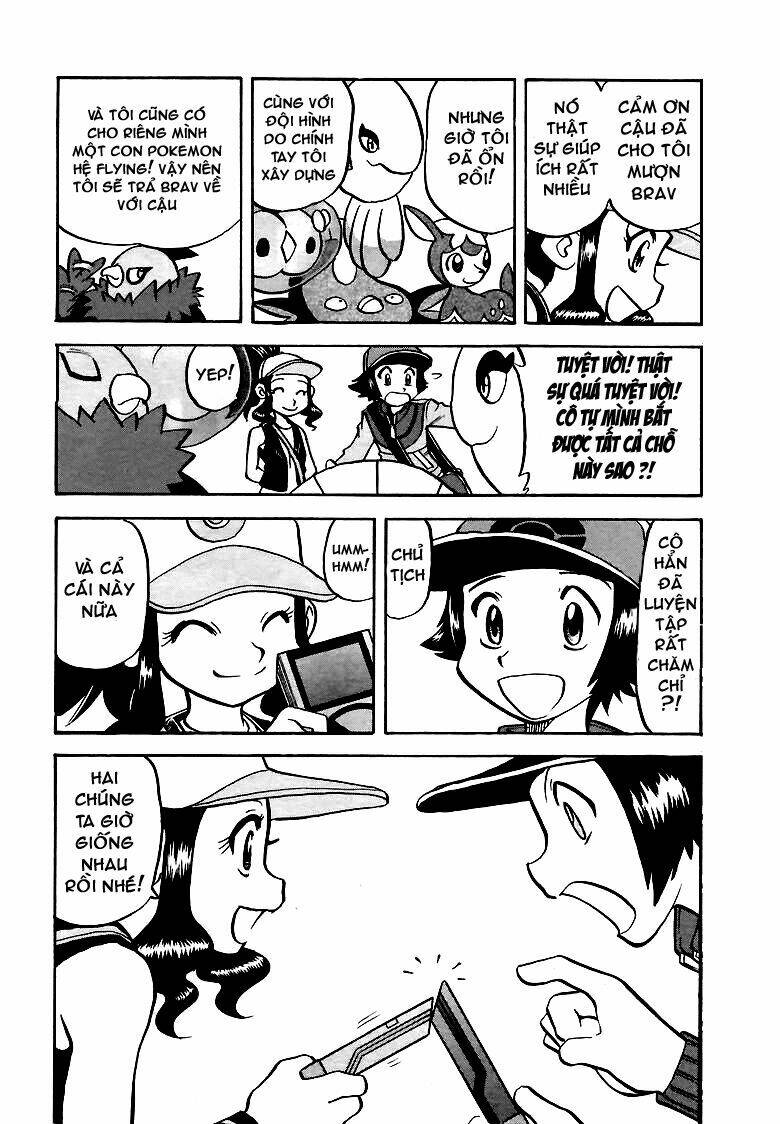 CẢM ƠN
CẬU ĐÃ
CHO TÔI
MƯỢN
BRAV
NÓ
THẬT
SỰ GIÚP
ÍCH RẤT
NHIỀU
NHƯNG
GIỜ TÔI
ĐÃ ỔN
RỒI!
CÙNG VỚI
ĐỘI HÌNH
DO CHÍNH
TAY TÔI
XÂY DỰNG
VÀ TÔI CŨNG CÓ
CHO RIÊNG MÌNH
MỘT CON POKEMON
HỆ FLYING! VẬY NÊN
TÔI SẼ TRẢ BRAV VỀ
VỚI CẬU
TUYỆT VỜI! THẬT
SỰ QUÁ TUYỆT VỜI!
CÔ TỰ MÌNH BẮT
ĐƯỢC TẤT CẢ CHỖ
NÀY SAO ?!
YEP!
CÔ
HẲN
ĐÃ
LUYỆN
TẬP
RẤT
CHĂM
CHỈ
?!
CHỦ
TỊCH
UMM-
HMM!
VÀ CẢ
CÁI NÀY
NỮA
HAI
CHÚNG
TA GIỜ
GIỐNG
NHAU
RỒI NHÉ!